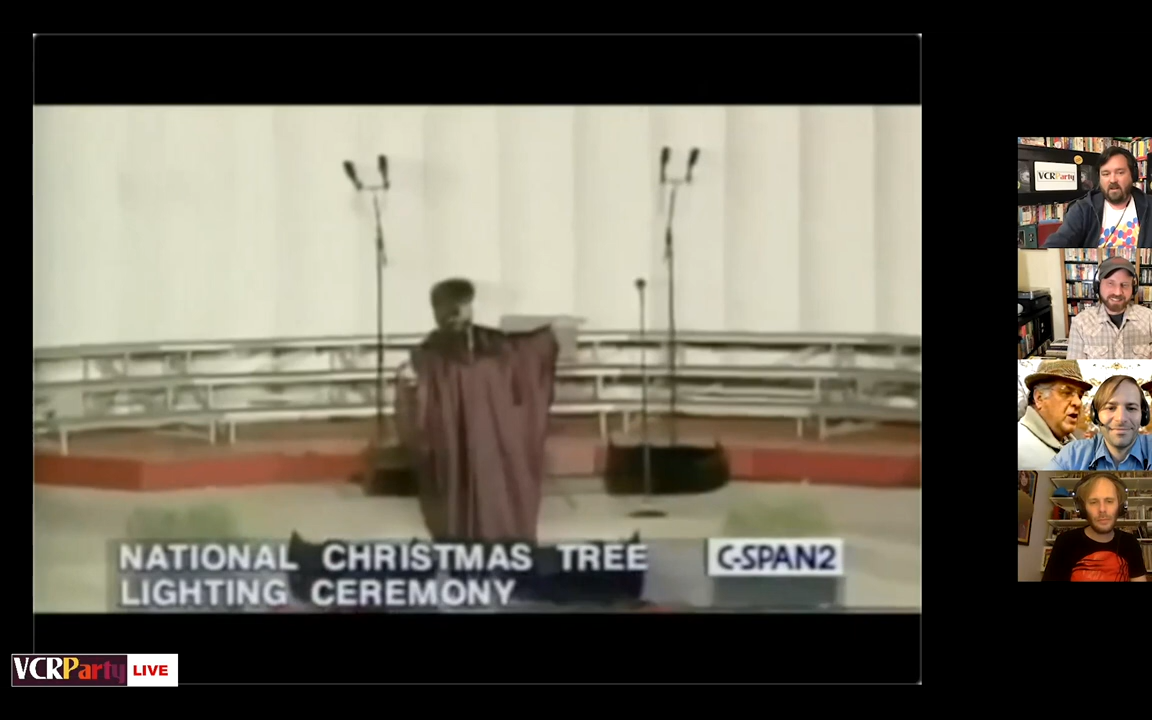 VCRParty
NATIONAL CHRISTMAS TREE
LIGHTING CEREMONY
C-SPAN2
VCRParty LIVE